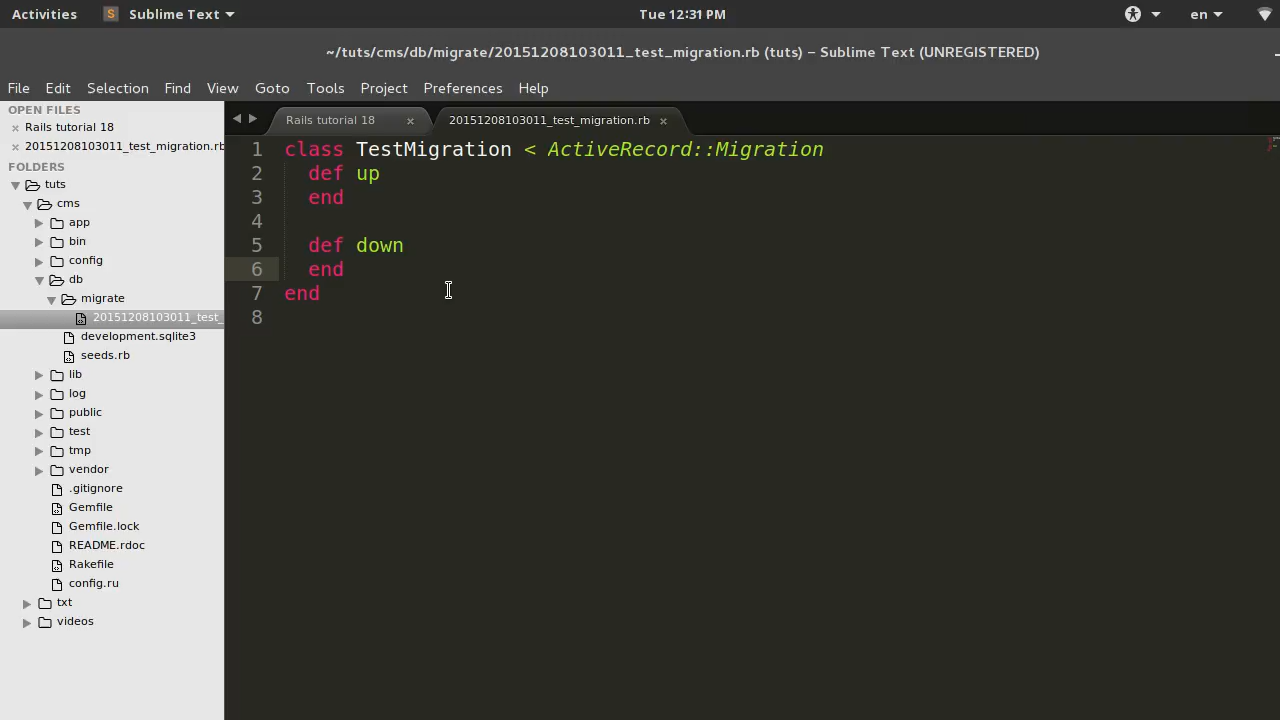 Activities Sublime Text Tue 12:31 PM en
~/tuts/cms/db/migrate/20151208103011_test_migration.rb (tuts) – Sublime Text (UNREGISTERED)
File Edit Selection Find View Goto Tools Project Preferences Help
OPEN FILES
Rails tutorial 18
20151208103011_test_migration.rb
FOLDERS
tuts
cms
app
bin
config
db
migrate
20151208103011_test_
development.sqlite3
seeds.rb
lib
log
public
test
tmp
vendor
.gitignore
Gemfile
Gemfile.lock
README.rdoc
Rakefile
config.ru
txt
videos
Rails tutorial 18 20151208103011_test_migration.rb
1 class TestMigration < ActiveRecord::Migration
2 def up
3 end
4
5 def down
6 end
7 end
8